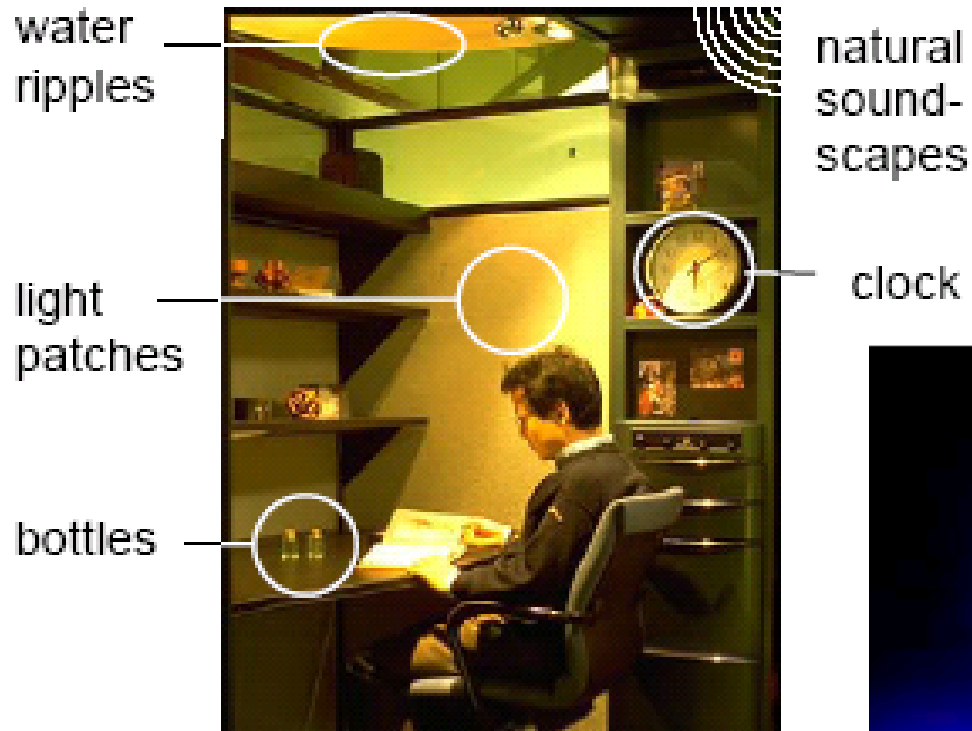 water
ripples
natural
sound-
scapes
clock
light
patches
bottles